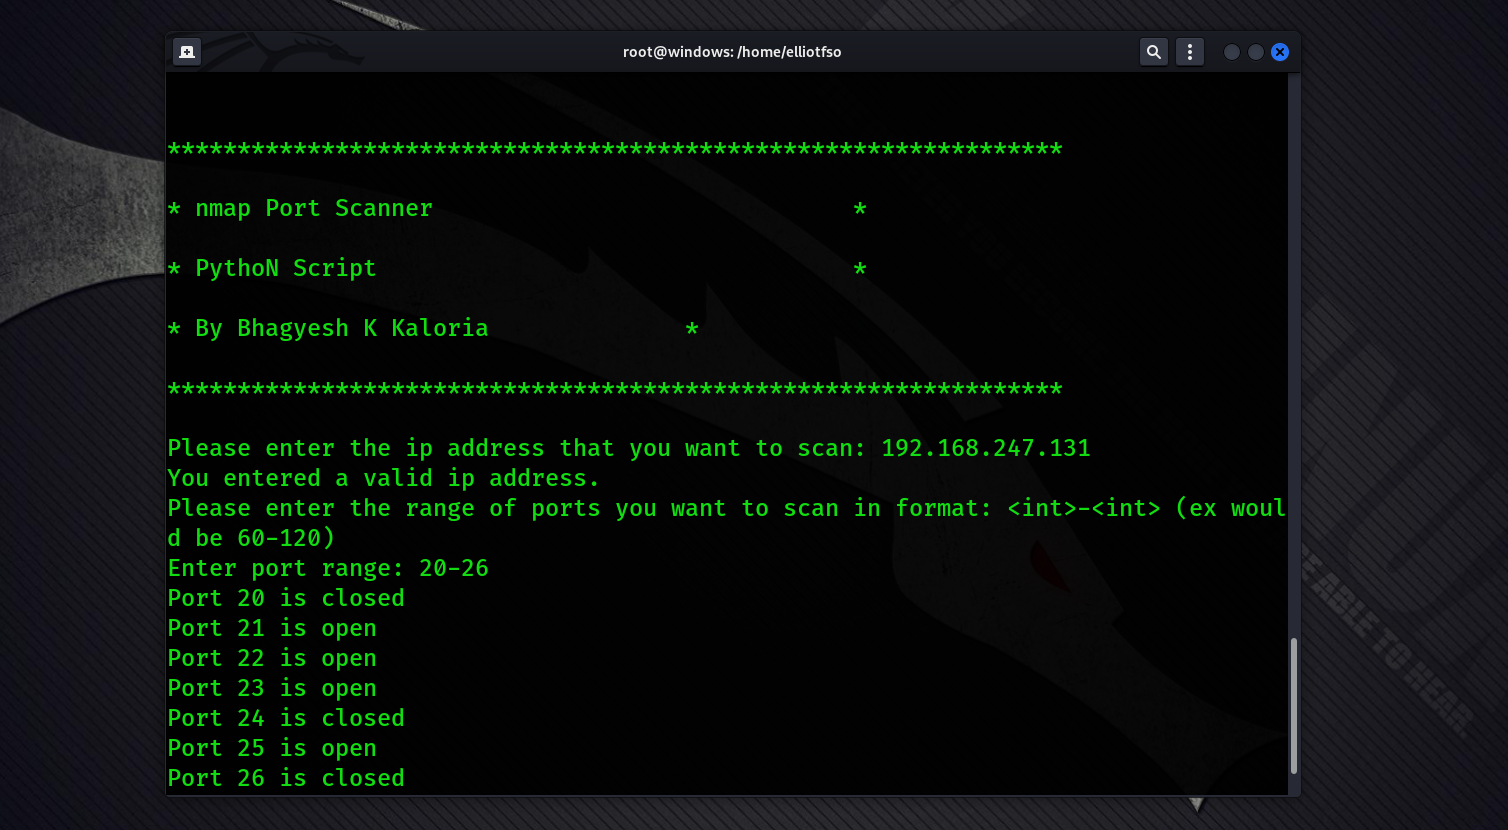 root@windows: /home/elliotfso
****************************************************************
* nmap Port Scanner                              *
* PythoN Script                                  *
* By Bhagyesh K Kaloria              *
****************************************************************
Please enter the ip address that you want to scan: 192.168.247.131
You entered a valid ip address.
Please enter the range of ports you want to scan in format: <int>-<int> (ex woul
d be 60-120)
Enter port range: 20-26
Port 20 is closed
Port 21 is open
Port 22 is open
Port 23 is open
Port 24 is closed
Port 25 is open
Port 26 is closed
ABLE TO HEAR.